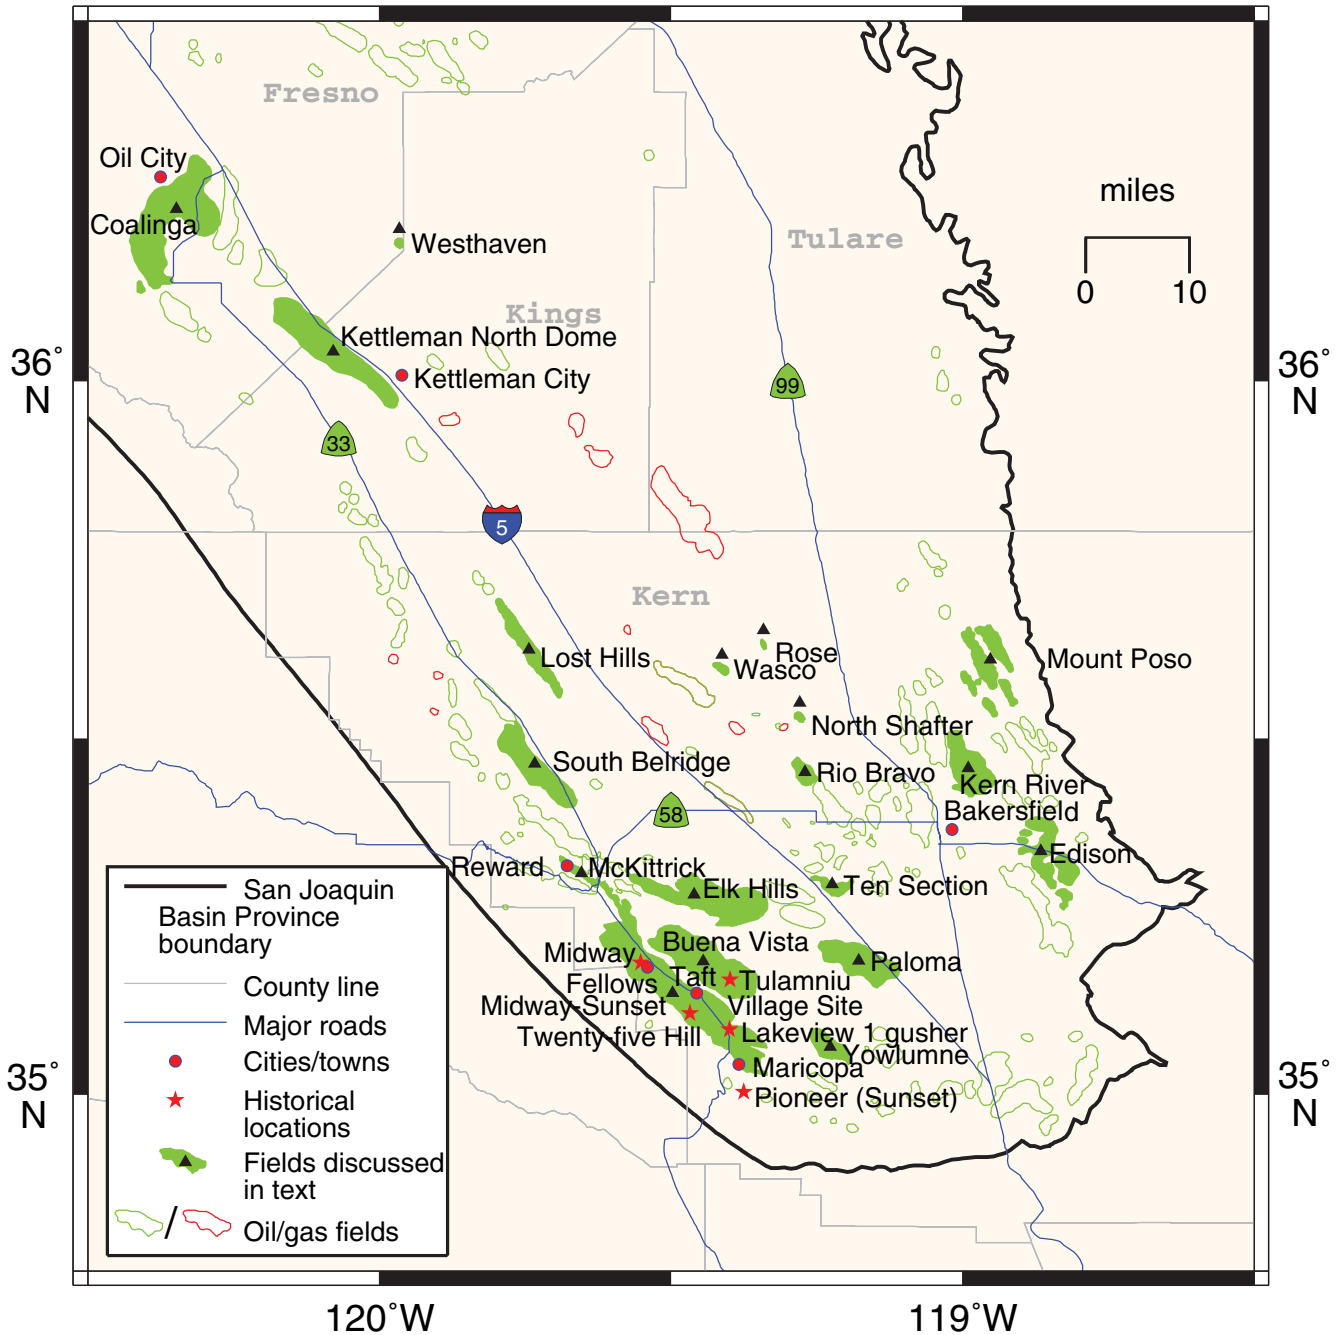 Fresno
Oil City
Coalinga
Westhaven
Tulare
miles
0 10
Kings
Kettleman North Dome
Kettleman City
36°
N
36°
N
99
33
5
Kern
Lost Hills
Rose
Wasco
Mount Poso
North Shafter
South Belridge
Rio Bravo
Kern River
58
Bakersfield
Edison
Reward
McKittrick
Elk Hills
Ten Section
Buena Vista
Midway
Paloma
Fellows
Taft
Tulamniu
Village Site
Midway-Sunset
Twenty-five Hill
Lakeview 1 gusher
Yowlumne
Maricopa
Pioneer (Sunset)
35°
N
35°
N
San Joaquin
Basin Province
boundary
County line
Major roads
Cities/towns
Historical
locations
Fields discussed
in text
/
Oil/gas fields
120°W
119°W